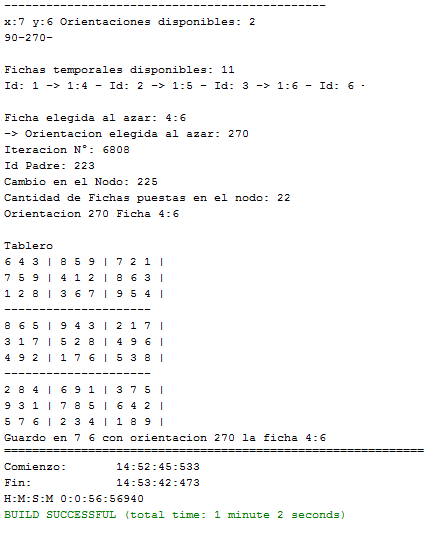 ----------------------------------------------
x:7 y:6 Orientaciones disponibles: 2
90-270-
Fichas temporales disponibles: 11
Id: 1 -> 1:4 - Id: 2 -> 1:5 - Id: 3 -> 1:6 - Id: 6 -
Ficha elegida al azar: 4:6
-> Orientacion elegida al azar: 270
Iteracion N°: 6808
Id Padre: 223
Cambio en el Nodo: 225
Cantidad de Fichas puestas en el nodo: 22
Orientacion 270 Ficha 4:6
Tablero
6 4 3 | 8 5 9 | 7 2 1 |
7 5 9 | 4 1 2 | 8 6 3 |
1 2 8 | 3 6 7 | 9 5 4 |
---------------------
8 6 5 | 9 4 3 | 2 1 7 |
3 1 7 | 5 2 8 | 4 9 6 |
4 9 2 | 1 7 6 | 5 3 8 |
---------------------
2 8 4 | 6 9 1 | 3 7 5 |
9 3 1 | 7 8 5 | 6 4 2 |
5 7 6 | 2 3 4 | 1 8 9 |
Guardo en 7 6 con orientacion 270 la ficha 4:6
============================================================
Comienzo: 14:52:45:533
Fin: 14:53:42:473
H:M:S:M 0:0:56:56940
BUILD SUCCESSFUL (total time: 1 minute 2 seconds)